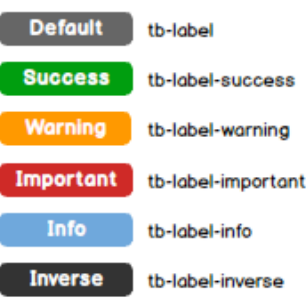 Default tb-label
Success tb-label-success
Warning tb-label-warning
Important tb-label-important
Info tb-label-info
Inverse tb-label-inverse